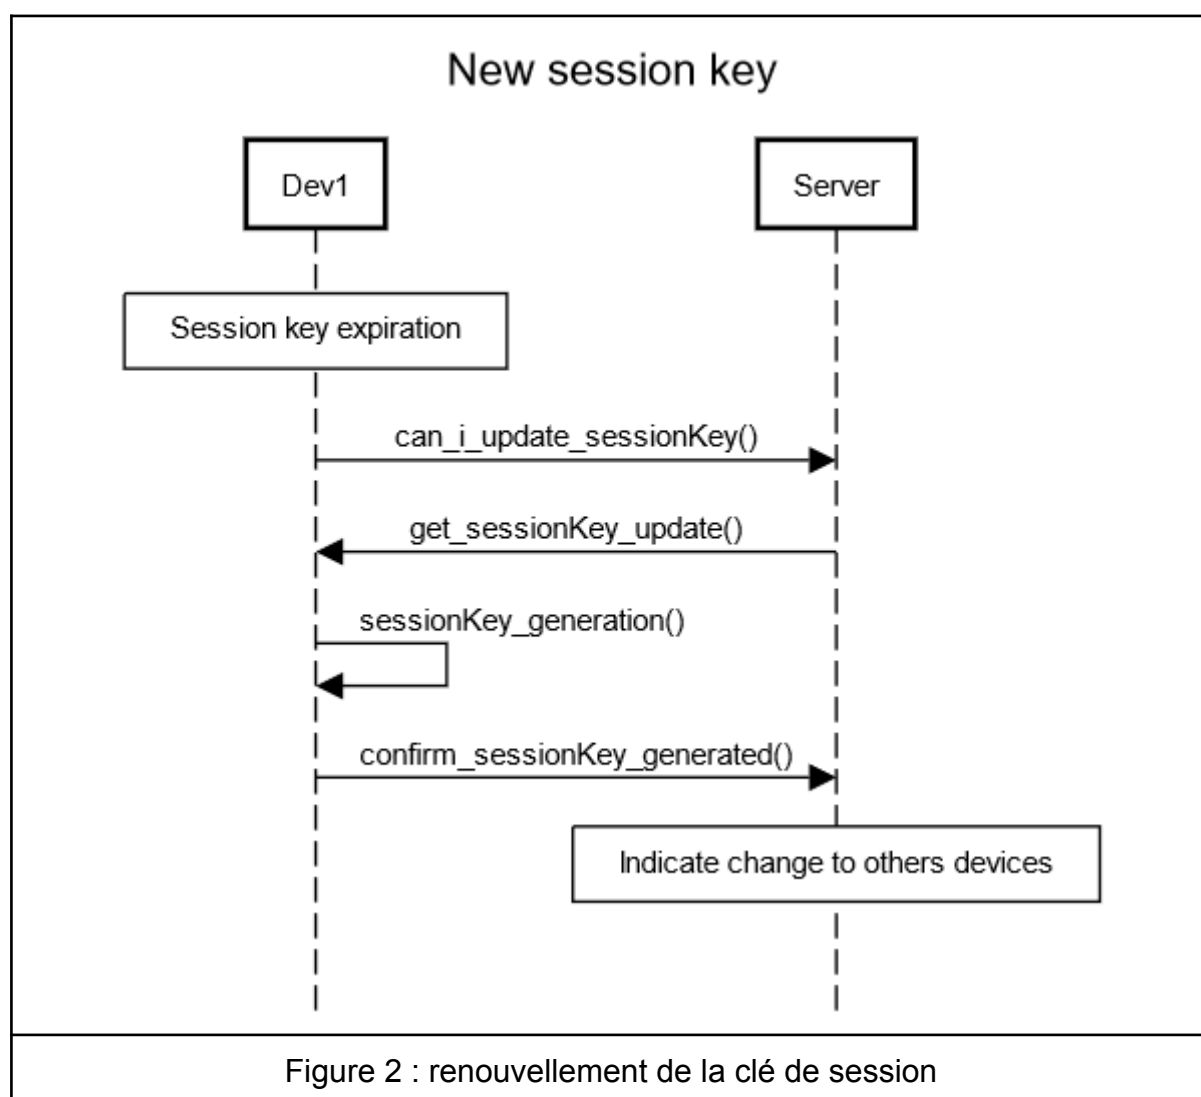 New session key
Dev1
Server
Session key expiration
can_i_update_sessionKey()
get_sessionKey_update()
sessionKey_generation()
confirm_sessionKey_generated()
Indicate change to others devices
Figure 2 : renouvellement de la clé de session